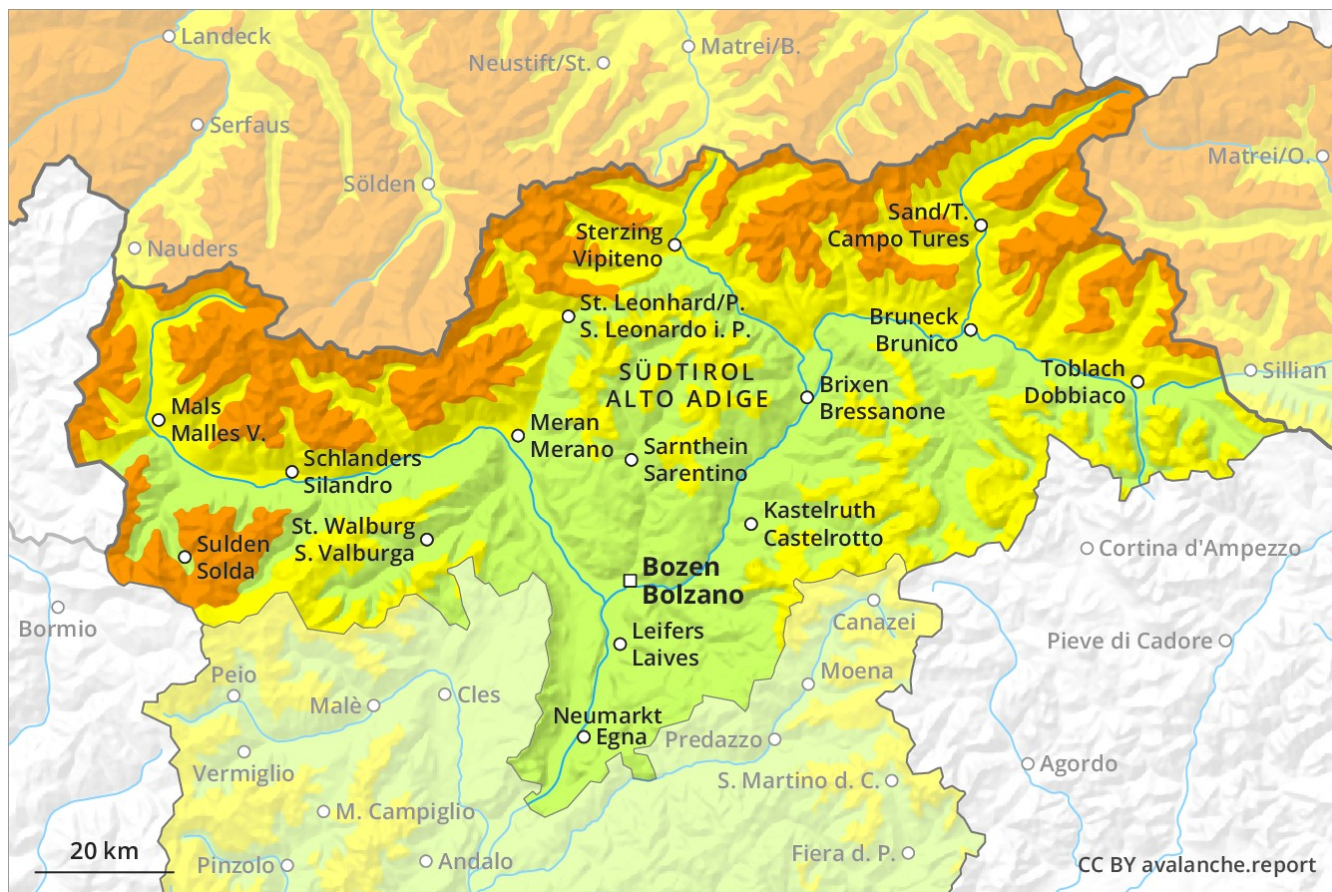 Landeck
Matrei/B.
Neustift/St.
Serfaus
Matrei/O.
Sölden
Sand/T.
Campo Tures
Sterzing
Vipiteno
Nauders
St. Leonhard/P.
S. Leonardo i. P.
Bruneck
Brunico
SÜDTIROL
ALTO ADIGE
Toblach
Dobbiaco
Sillian
Brixen
Bressanone
Mals
Malles V.
Meran
Merano
Sarnthein
Sarentino
Schlanders
Silandro
Kastelruth
Castelrotto
St. Walburg
S. Valburga
Sulden
Solda
Cortina d'Ampezzo
Bozen
Bolzano
Bormio
Canazei
Leifers
Laives
Pieve di Cadore
Peio
Moena
Malè
Cles
Neumarkt
Egna
Predazzo
Vermiglio
Agordo
S. Martino d. C.
M. Campiglio
20 km
Pinzolo
Andalo
Fiera d. P.
CC BY avalanche.report